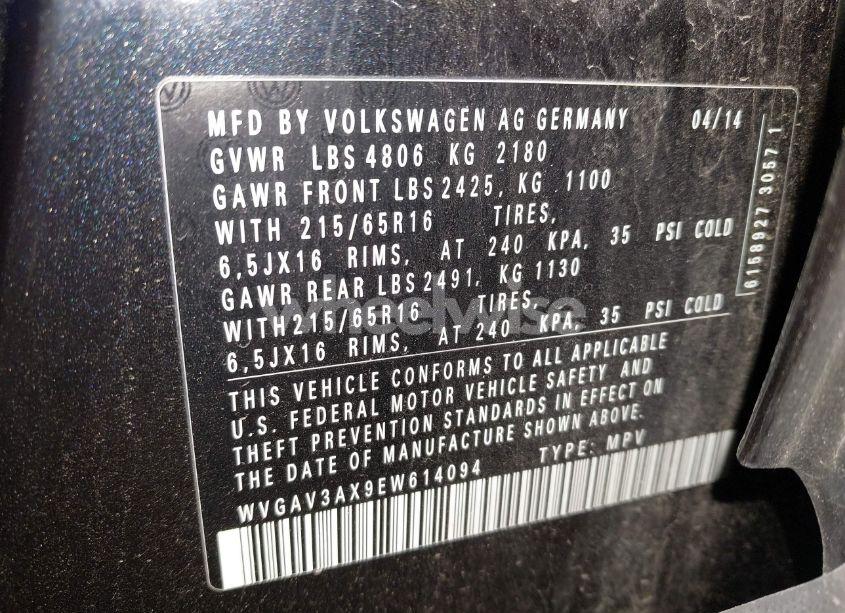 MFD BY VOLKSWAGEN AG GERMANY 04/14
GVWR LBS 4806 KG 2180
GAWR FRONT LBS 2425, KG 1100
WITH 215/65R16 TIRES,
6,5JX16 RIMS, AT 240 KPA, 35 PSI COLD
GAWR REAR LBS 2491, KG 1130
WITH 215/65R16 TIRES,
6,5JX16 RIMS, AT 240 KPA, 35 PSI COLD
THIS VEHICLE CONFORMS TO ALL APPLICABLE
U.S. FEDERAL MOTOR VEHICLE SAFETY AND
THEFT PREVENTION STANDARDS IN EFFECT ON
THE DATE OF MANUFACTURE SHOWN ABOVE.
WVGAV3AX9EW614094 TYPE: MPV
6158927 3057 1
wheelwise